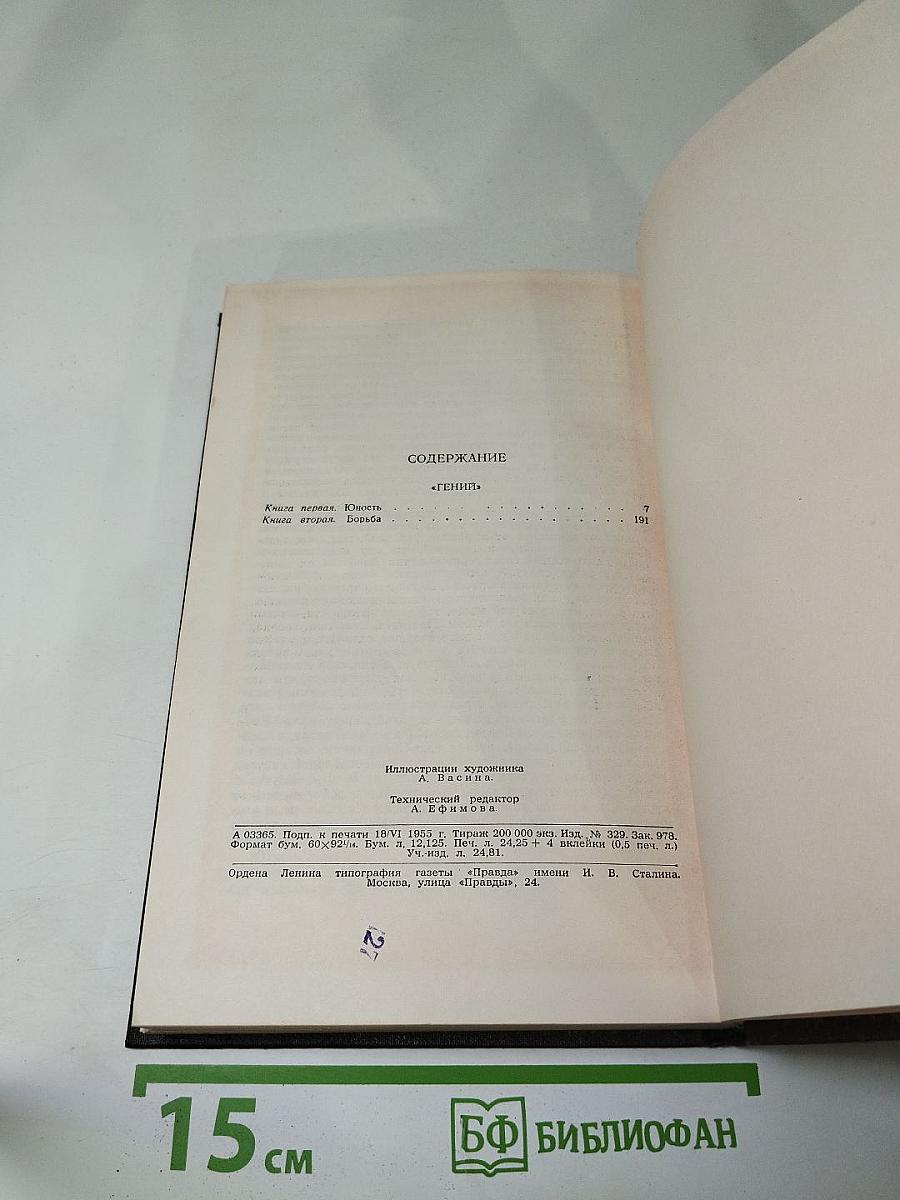 СОДЕРЖАНИЕ
«ГЕНИЙ»
Книга первая. Юность . . . . . . . . . . . . . . . . . . . . 7
Книга вторая. Борьба . . . . . . . . . . . . . . . . . . . . 191
Иллюстрации художника
А. Васина.
Технический редактор
А. Ефимова.
А 03365. Подп. к печати 18/VI 1955 г. Тираж 200 000 экз. Изд. № 329. Зак. 978.
Формат бум. 60×92¹/₁₆. Бум. л. 12,125. Печ. л. 24,25 + 4 вклейки (0,5 печ. л.)
Уч.-изд. л. 24,81.
Ордена Ленина типография газеты «Правда» имени И. В. Сталина.
Москва, улица «Правды», 24.
27
15 см
БФ БИБЛИОФАН